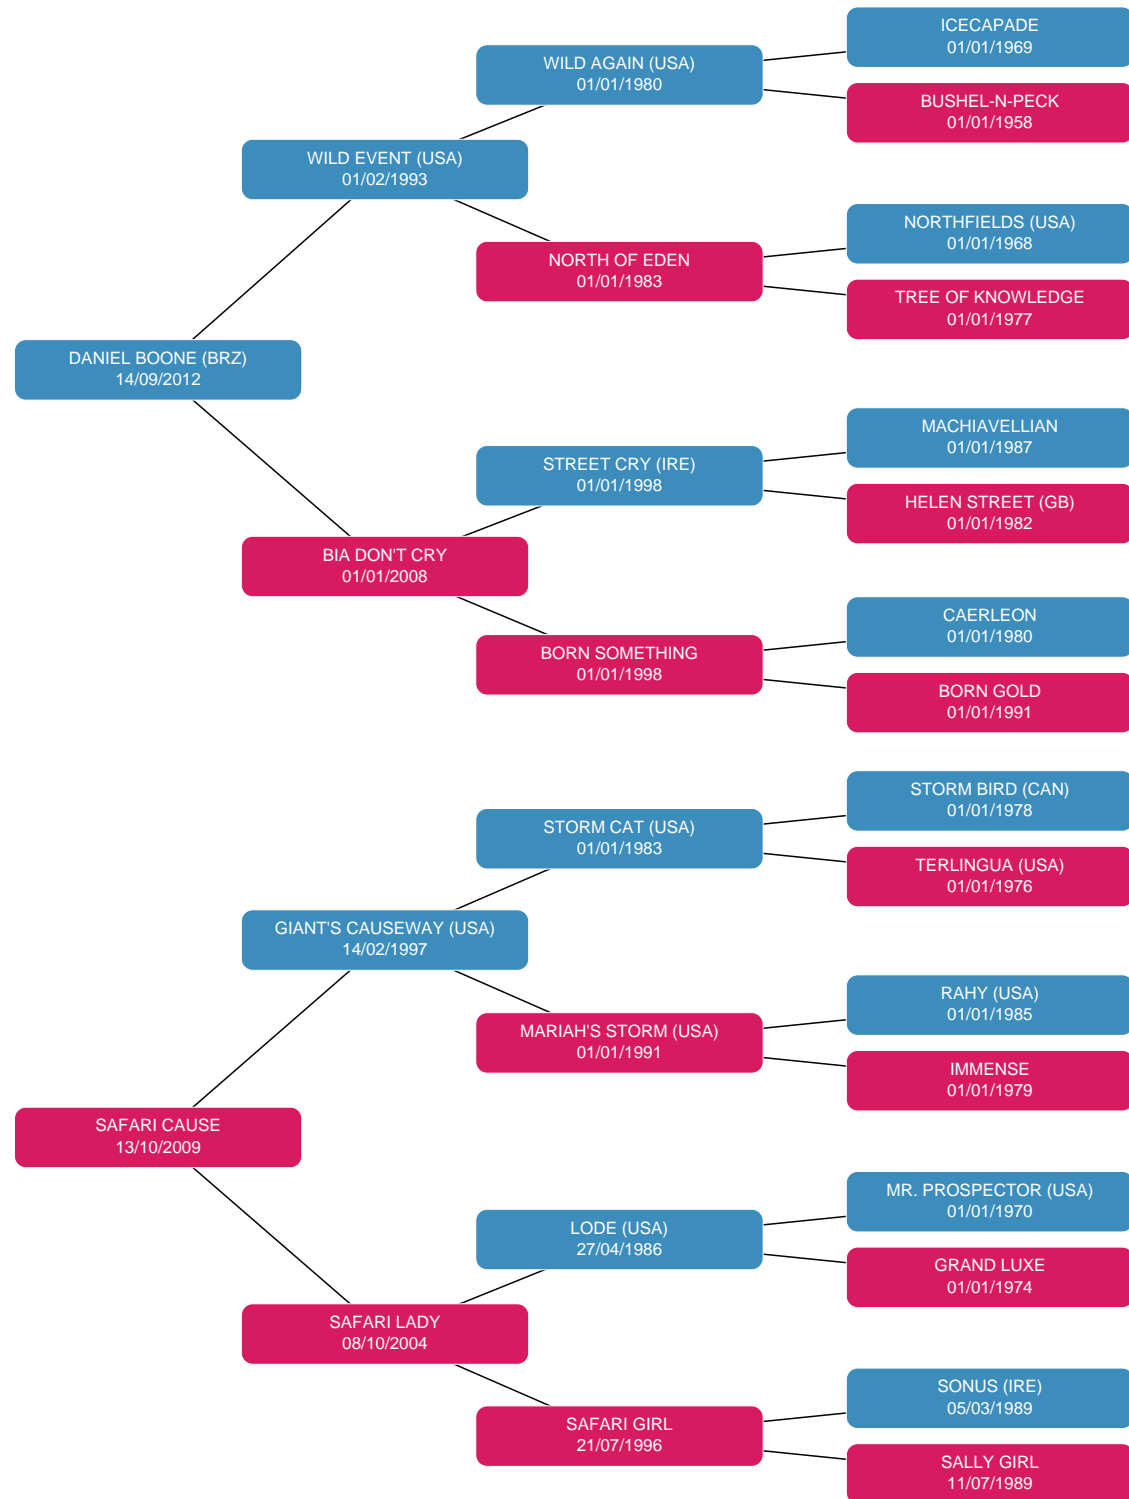 ICECAPADE
01/01/1969
WILD AGAIN (USA)
01/01/1980
BUSHEL-N-PECK
01/01/1958
WILD EVENT (USA)
01/02/1993
NORTHFIELDS (USA)
01/01/1968
NORTH OF EDEN
01/01/1983
TREE OF KNOWLEDGE
01/01/1977
DANIEL BOONE (BRZ)
14/09/2012
MACHIAVELLIAN
01/01/1987
STREET CRY (IRE)
01/01/1998
HELEN STREET (GB)
01/01/1982
BIA DON'T CRY
01/01/2008
CAERLEON
01/01/1980
BORN SOMETHING
01/01/1998
BORN GOLD
01/01/1991
STORM BIRD (CAN)
01/01/1978
STORM CAT (USA)
01/01/1983
TERLINGUA (USA)
01/01/1976
GIANT'S CAUSEWAY (USA)
14/02/1997
RAHY (USA)
01/01/1985
MARIAH'S STORM (USA)
01/01/1991
IMMENSE
01/01/1979
SAFARI CAUSE
13/10/2009
MR. PROSPECTOR (USA)
01/01/1970
LODE (USA)
27/04/1986
GRAND LUXE
01/01/1974
SAFARI LADY
08/10/2004
SONUS (IRE)
05/03/1989
SAFARI GIRL
21/07/1996
SALLY GIRL
11/07/1989